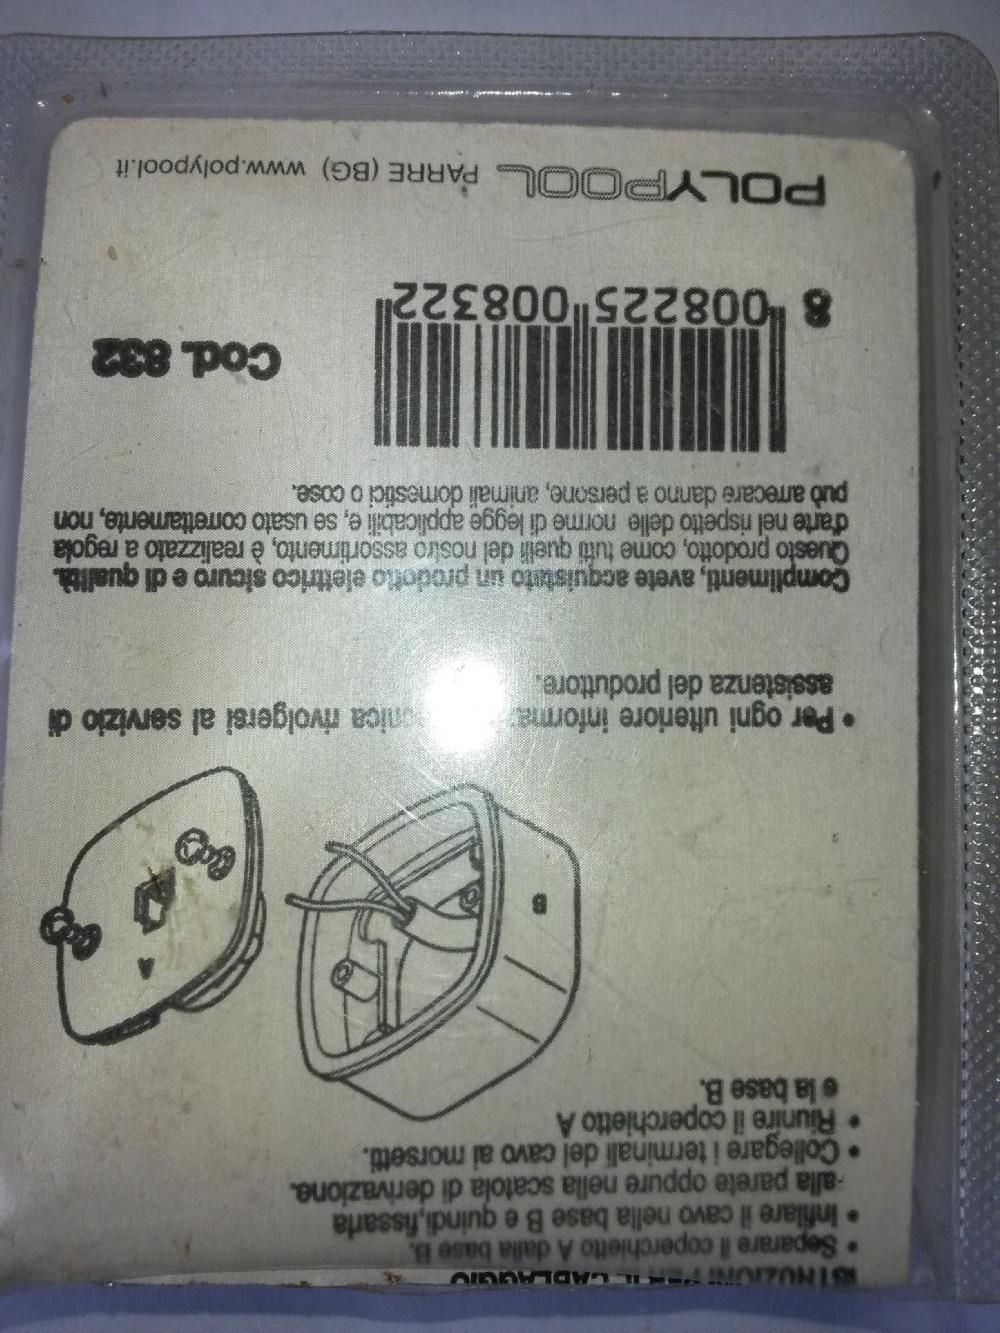 ISTRUZIONI PER IL CABLAGGIO
• Separare il coperchietto A dalla base B.
• Infilare il cavo nella base B e quindi,fissarla
alla parete oppure nella scatola di derivazione.
• Collegare i terminali del cavo ai morsetti.
• Riunire il coperchietto A
e la base B.
B
A
• Per ogni ulteriore rivolgersi al servizio di
assistenza del produttore.
Complimenti, avete acquistato un prodotto elettrico sicuro e di qualità.
Questo prodotto, come tutti quelli del nostro assortimento, è realizzato a regola
d'arte nel rispetto delle norme di legge applicabili e, se usato correttamente, non
può arrecare danno a persone, animali domestici o cose.
8 008225 008322
Cod. 832
POLYPOOL PARRE (BG) www.polypool.it